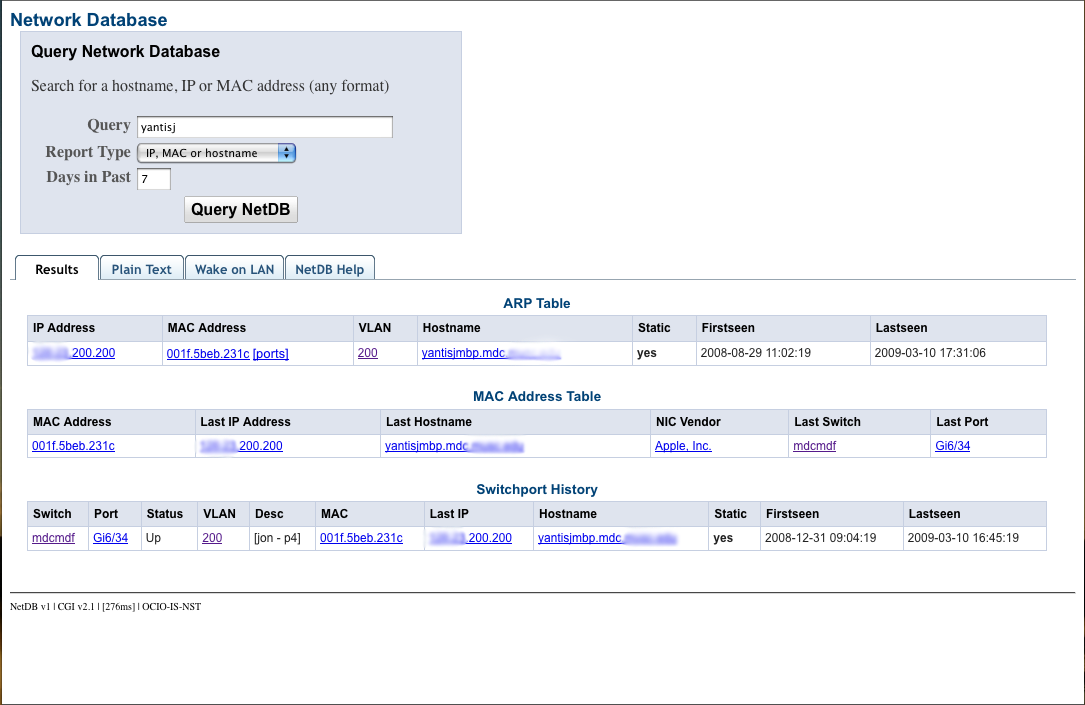 Network Database
Query Network Database
Search for a hostname, IP or MAC address (any format)
Query yantisj
Report Type IP, MAC or hostname
Days in Past 7
Query NetDB
Results Plain Text Wake on LAN NetDB Help
ARP Table
IP Address MAC Address VLAN Hostname Static Firstseen Lastseen
.200.200 001f.5beb.231c [ports] 200 yantisjmbp.mdc. yes 2008-08-29 11:02:19 2009-03-10 17:31:06
MAC Address Table
MAC Address Last IP Address Last Hostname NIC Vendor Last Switch Last Port
001f.5beb.231c .200.200 yantisjmbp.mdc. Apple, Inc. mdcmdf Gi6/34
Switchport History
Switch Port Status VLAN Desc MAC Last IP Hostname Static Firstseen Lastseen
mdcmdf Gi6/34 Up 200 [jon - p4] 001f.5beb.231c .200.200 yantisjmbp.mdc. yes 2008-12-31 09:04:19 2009-03-10 16:45:19
NetDB v1 | CGI v2.1 | [276ms] | OCIO-IS-NST